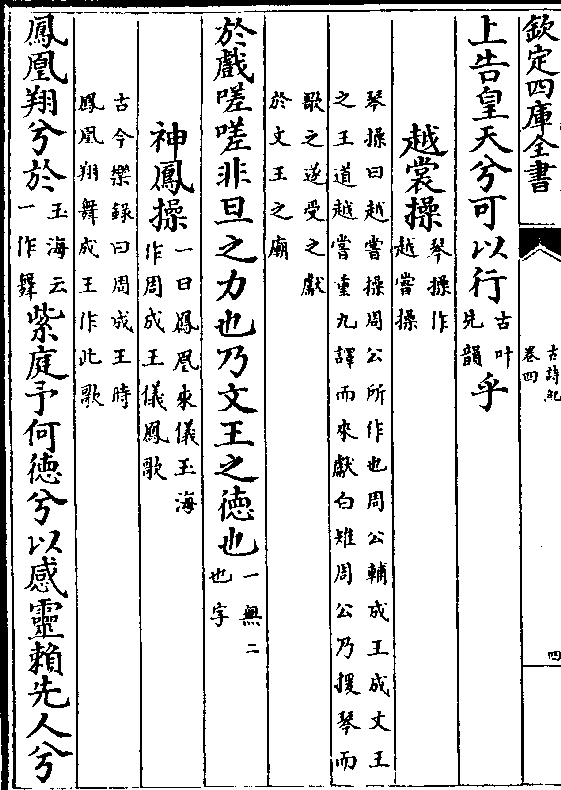 欽定四庫全書
古詩紀
卷四
四
上告皇天兮可以行古叶先韻乎
越裳操琴操作越嘗操
琴操曰越嘗操周公所作也周公輔成王成文王
之王道越嘗重九譯而來獻白雉周公乃援琴而
歌之遂受之獻
於文王之廟
於戲嗟嗟非旦之力也乃文王之徳也一無二也字
神鳳操一曰鳳凰來儀玉海作周成王儀鳳歌
古今樂錄曰周成王時
鳳凰翔舞成王作此歌
鳳凰翔兮於玉海云一作舞紫庭予何徳兮以感靈賴先人兮